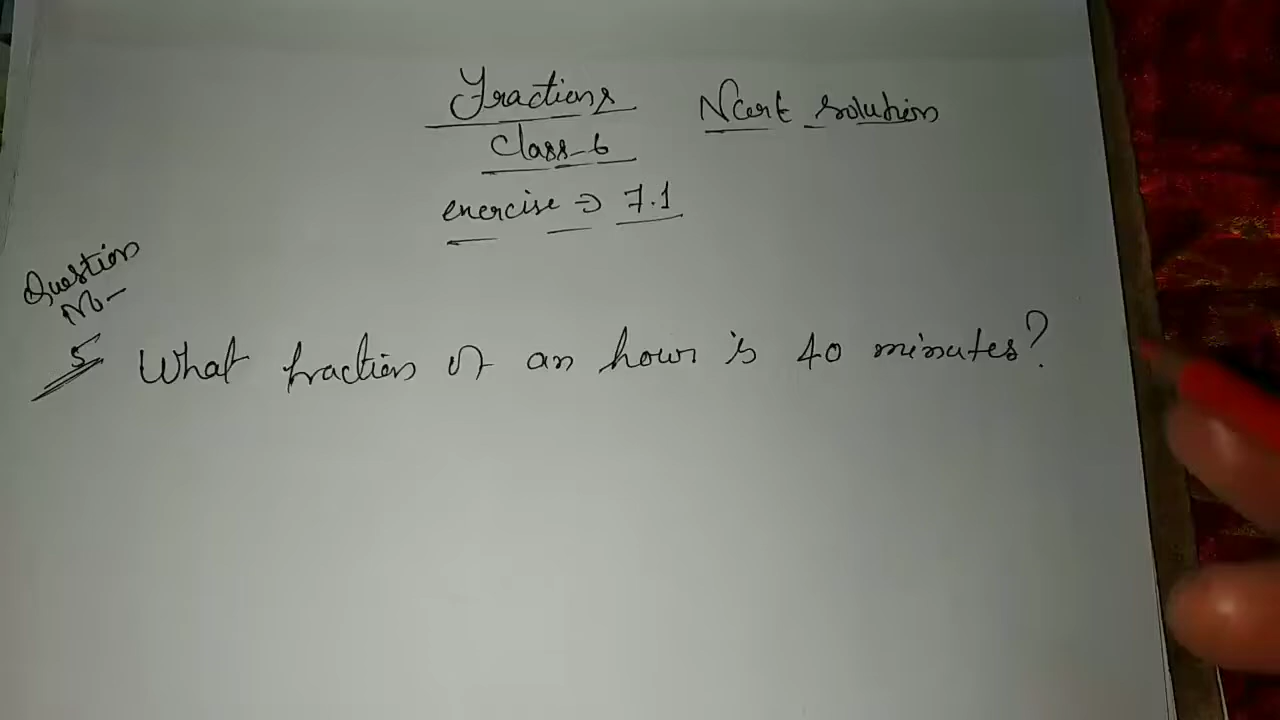 Fractions Ncert solution
Class-6
exercise => 7.1
Question
No-
5 What fraction of an hour is 40 minutes?